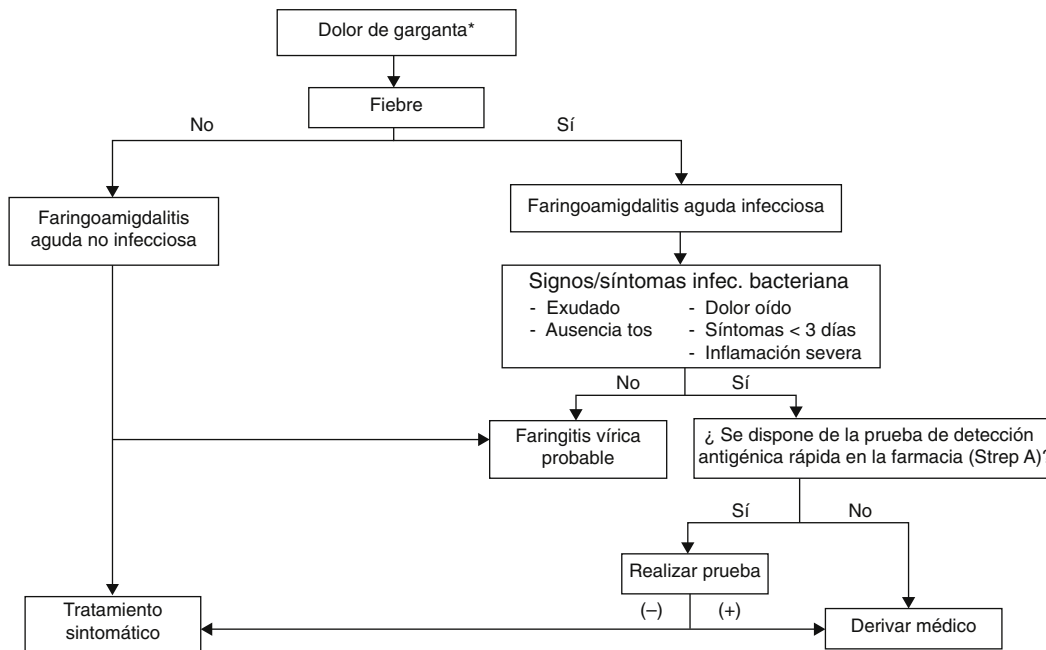 Dolor de garganta*
Fiebre
No
Sí
Faringoamigdalitis
aguda no infecciosa
Faringoamigdalitis aguda infecciosa
Signos/síntomas infec. bacteriana
- Exudado
- Dolor oído
- Ausencia tos
- Síntomas < 3 días
- Inflamación severa
No
Sí
Faringitis vírica
probable
¿ Se dispone de la prueba de detección
antigénica rápida en la farmacia (Strep A)?
Sí
No
Realizar prueba
(–)
(+)
Tratamiento
sintomático
Derivar médico